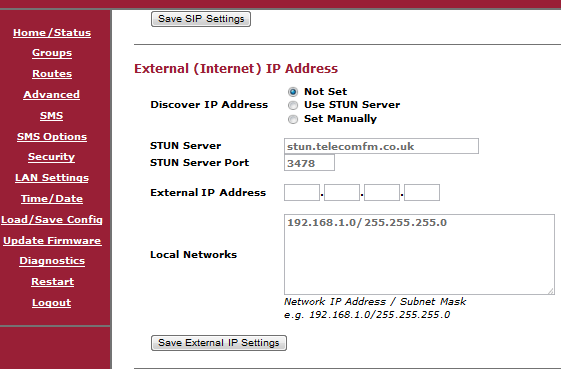 Save SIP Settings
Home/Status
Groups
Routes
Advanced
SMS
SMS Options
Security
LAN Settings
Time/Date
Load/Save Config
Update Firmware
Diagnostics
Restart
Logout
External (Internet) IP Address
Discover IP Address
Not Set
Use STUN Server
Set Manually
STUN Server stun.telecomfm.co.uk
STUN Server Port 3478
External IP Address . . .
Local Networks
192.168.1.0/255.255.255.0
Network IP Address / Subnet Mask
e.g. 192.168.1.0/255.255.255.0
Save External IP Settings